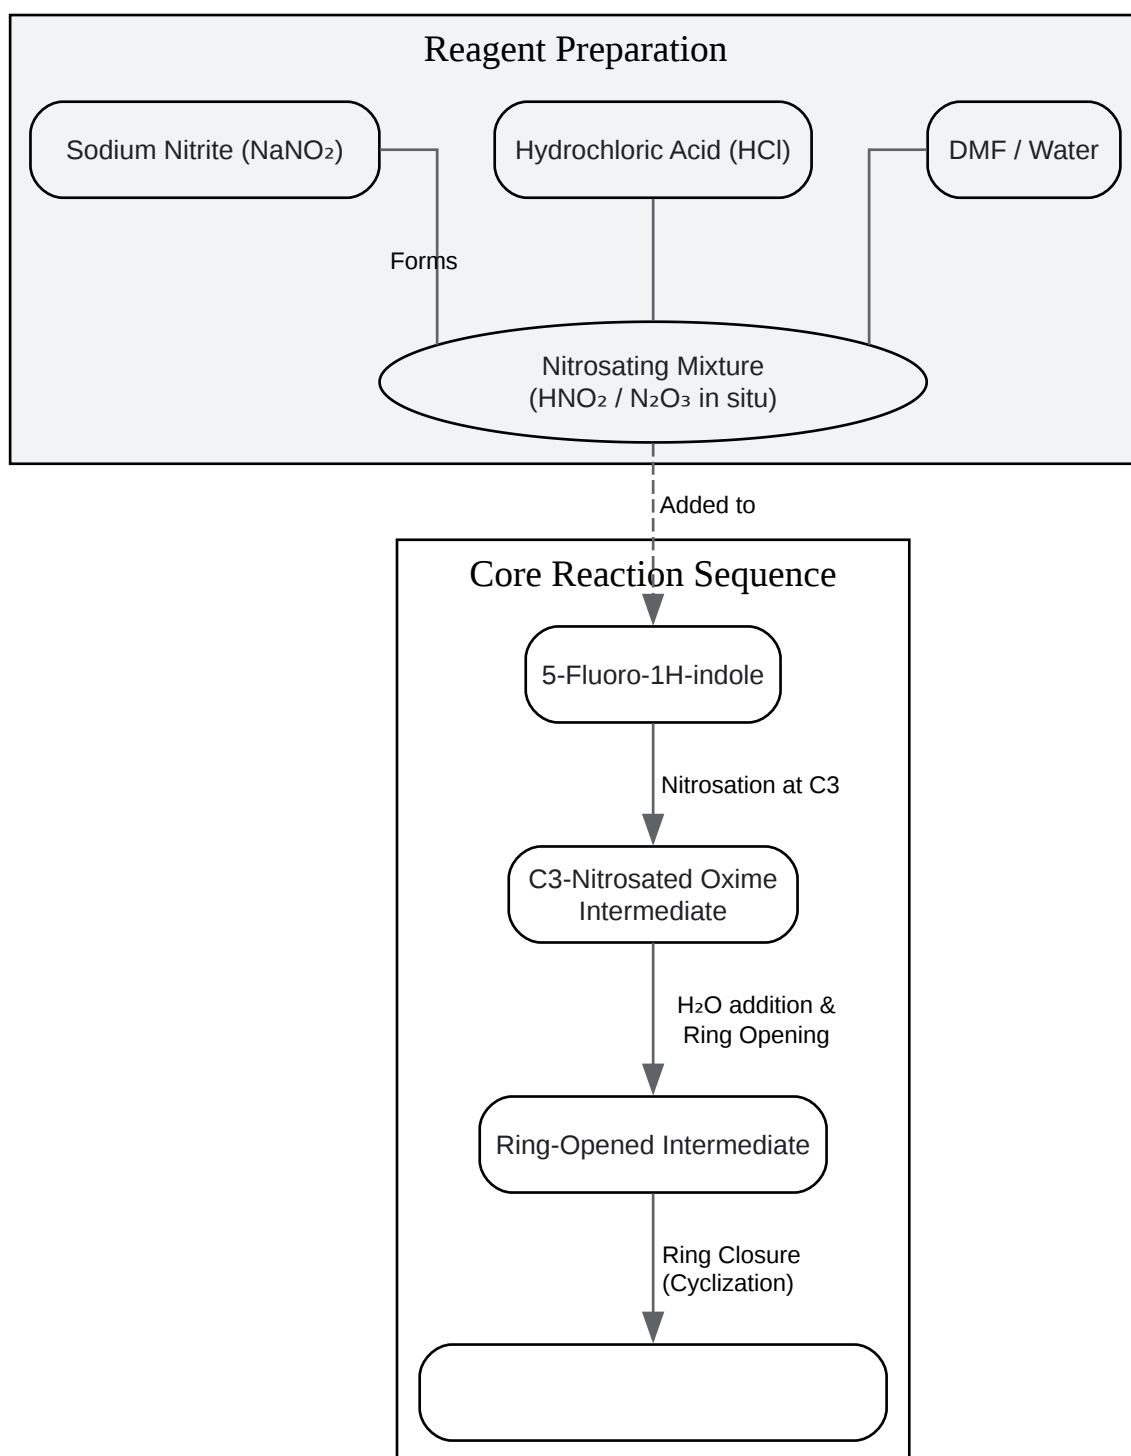 Reagent Preparation
Sodium Nitrite (NaNO₂)
Hydrochloric Acid (HCl)
DMF / Water
Forms
Nitrosating Mixture
(HNO₂ / N₂O₃ in situ)
Added to
Core Reaction Sequence
5-Fluoro-1H-indole
Nitrosation at C3
C3-Nitrosated Oxime
Intermediate
H₂O addition &
Ring Opening
Ring-Opened Intermediate
Ring Closure
(Cyclization)